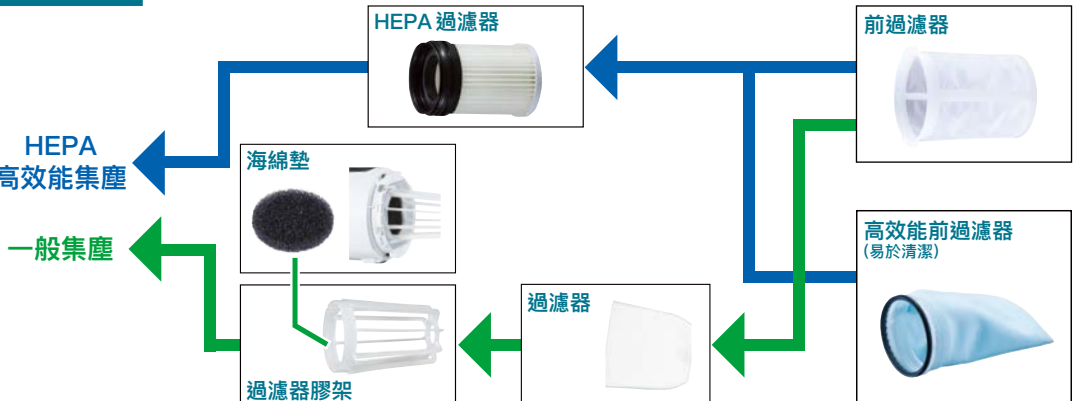 HEPA 過濾器
前過濾器
HEPA
高效能集塵
海綿墊
一般集塵
高效能前過濾器
(易於清潔)
過濾器
過濾器膠架